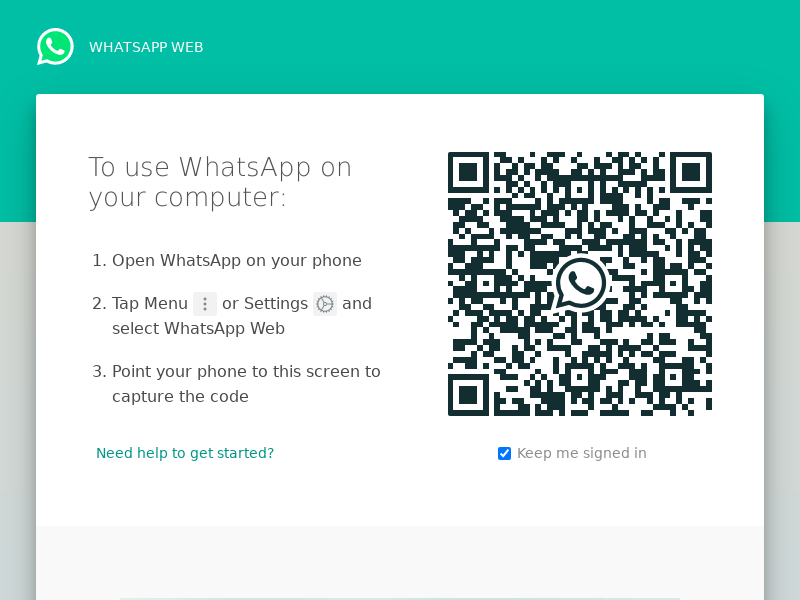 WHATSAPP WEB
To use WhatsApp on
your computer:
1. Open WhatsApp on your phone
2. Tap Menu or Settings and
select WhatsApp Web
3. Point your phone to this screen to
capture the code
Need help to get started?
Keep me signed in